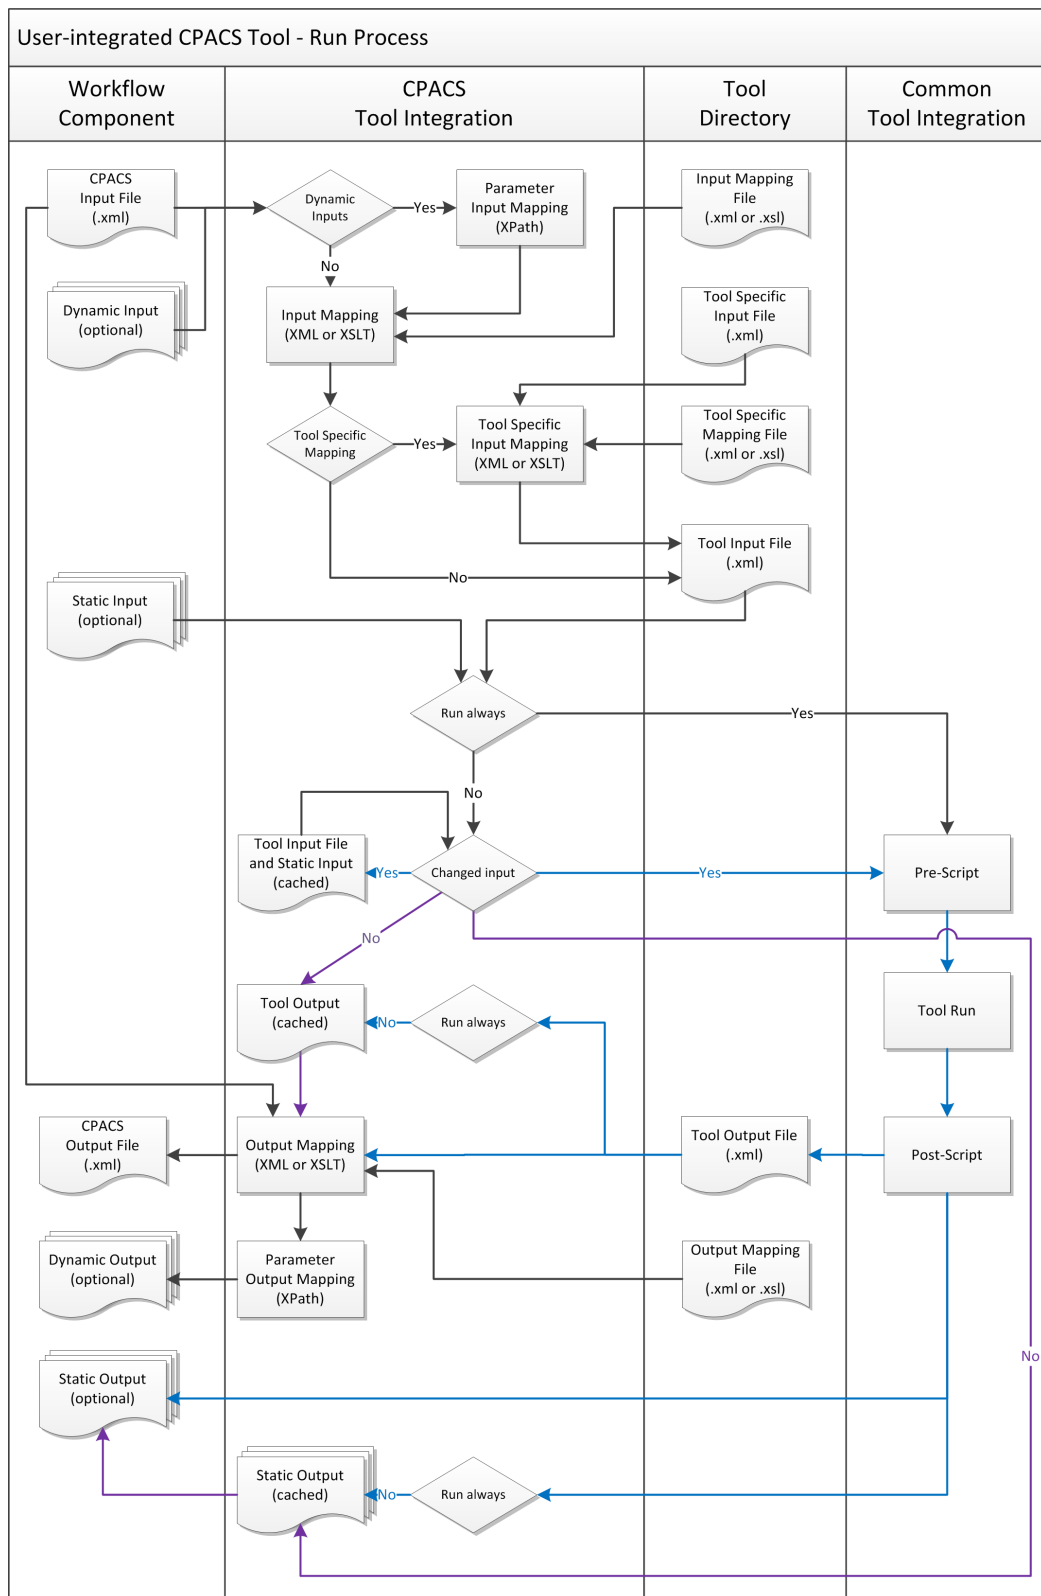 User-integrated CPACS Tool - Run Process
Workflow
Component
CPACS
Tool Integration
Tool
Directory
Common
Tool Integration
CPACS
Input File
(.xml)
Dynamic
Inputs
Yes
Parameter
Input Mapping
(XPath)
Input Mapping
File
(.xml or .xsl)
No
Dynamic Input
(optional)
Input Mapping
(XML or XSLT)
Tool Specific
Input File
(.xml)
Tool Specific
Mapping
Yes
Tool Specific
Input Mapping
(XML or XSLT)
Tool Specific
Mapping File
(.xml or .xsl)
Tool Input File
(.xml)
No
Static Input
(optional)
Run always
Yes
No
Tool Input File
and Static Input
(cached)
Yes
Changed input
Yes
Pre-Script
No
Tool Output
(cached)
No
Run always
Tool Run
CPACS
Output File
(.xml)
Output Mapping
(XML or XSLT)
Tool Output File
(.xml)
Post-Script
Dynamic Output
(optional)
Parameter
Output Mapping
(XPath)
Output Mapping
File
(.xml or .xsl)
No
Static Output
(optional)
Static Output
(cached)
No
Run always